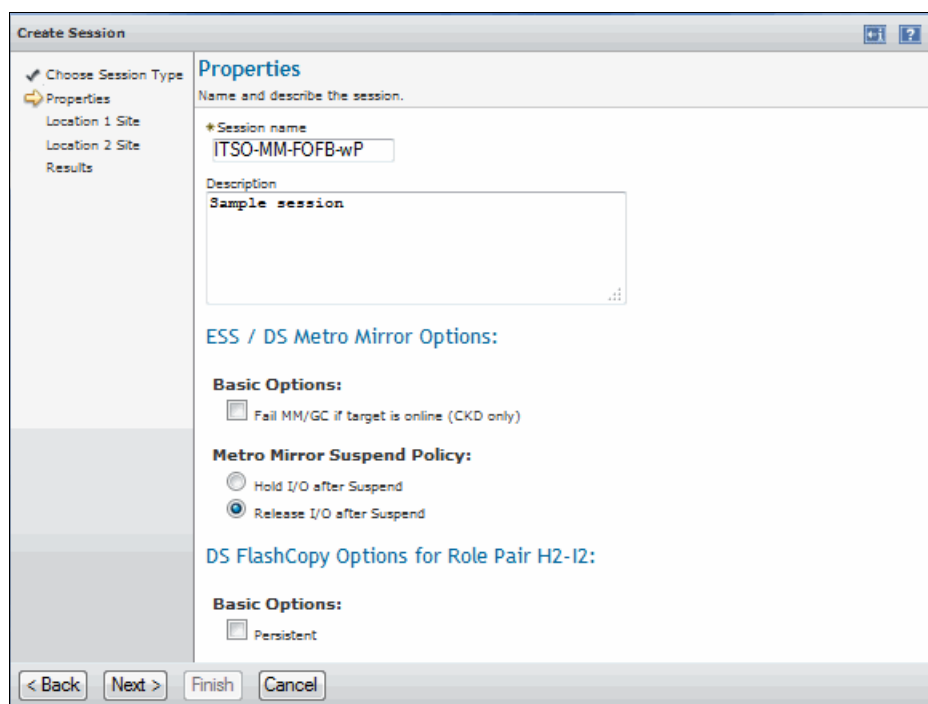 Create Session
Choose Session Type
Properties
Location 1 Site
Location 2 Site
Results
Properties
Name and describe the session.
*Session name
ITSO-MM-FOFB-wP
Description
Sample session
ESS / DS Metro Mirror Options:
Basic Options:
Fail MM/GC if target is online (CKD only)
Metro Mirror Suspend Policy:
Hold I/O after Suspend
Release I/O after Suspend
DS FlashCopy Options for Role Pair H2-I2:
Basic Options:
Persistent
< Back Next > Finish Cancel